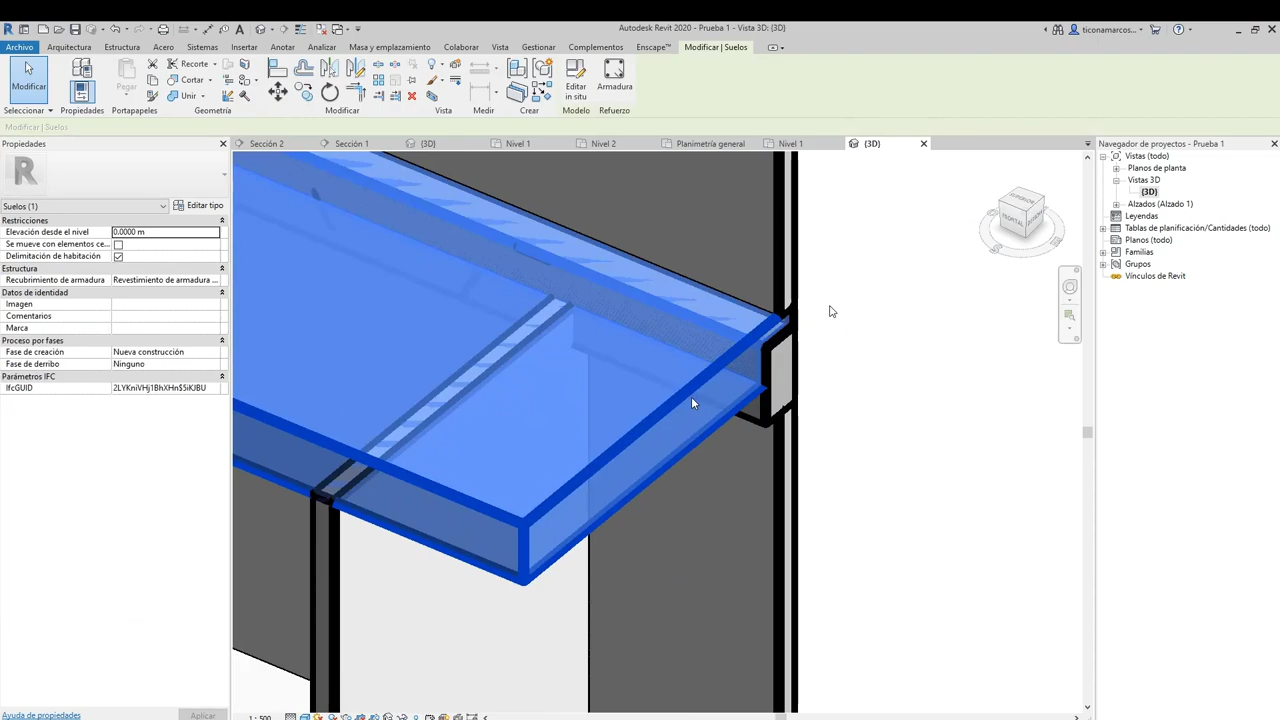 Autodesk Revit 2020 - Prueba 1 - Vista 3D: {3D}
ticonamarcos...
Archivo Arquitectura Estructura Acero Sistemas Insertar Anotar Analizar Masa y emplazamiento Colaborar Vista Gestionar Complementos Enscape™ Modificar | Suelos
Modificar Propiedades Pegar Recorte Cortar Unir Editar in situ Armadura
Seleccionar Propiedades Portapapeles Geometría Modificar Vista Medir Crear Modelo Refuerzo
Modificar | Suelos
Propiedades
Sección 2 Sección 1 {3D} Nivel 1 Nivel 2 Planimetría general Nivel 1 {3D}
Navegador de proyectos - Prueba 1
Suelos (1) Editar tipo
Restricciones
Elevación desde el nivel 0.0000 m
Se mueve con elementos ce...
Delimitación de habitación
Estructura
Recubrimiento de armadura Revestimiento de armadura ...
Datos de identidad
Imagen
Comentarios
Marca
Proceso por fases
Fase de creación Nueva construcción
Fase de derribo Ninguno
Parámetros IFC
IfcGUID 2LYKniVHj1BhXHn$5iKJBU
Ayuda de propiedades Aplicar
SUPERIOR
FRONTAL
Vistas (todo)
Planos de planta
Vistas 3D
{3D}
Alzados (Alzado 1)
Leyendas
Tablas de planificación/Cantidades (todo)
Planos (todo)
Familias
Grupos
Vínculos de Revit
1 : 500